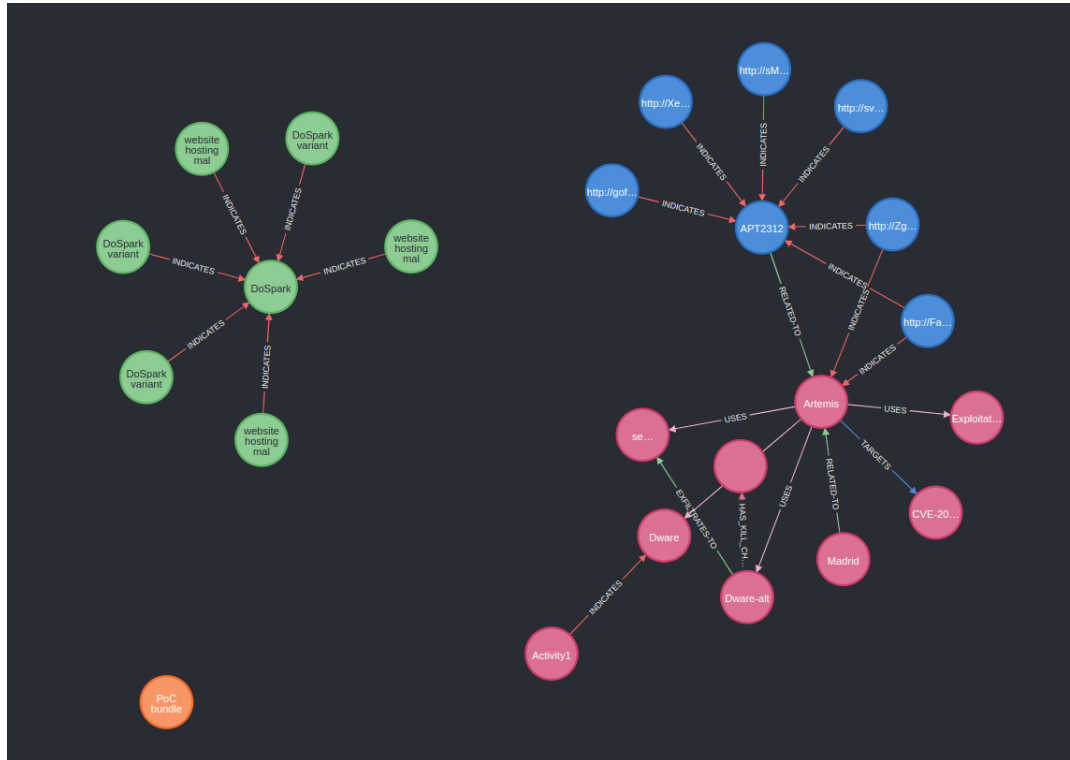 http://sM…
http://Xe…
http://sv…
website
hosting
mal
DoSpark
variant
INDICATES
INDICATES
INDICATES
http://gof…
INDICATES
INDICATES
INDICATES
APT2312
INDICATES
http://Zg…
DoSpark
variant
INDICATES
INDICATES
website
hosting
mal
DoSpark
INDICATES
RELATED-TO
INDICATES
http://Fa…
INDICATES
DoSpark
variant
INDICATES
INDICATES
Artemis
USES
USES
Exploitat…
website
hosting
mal
se…
RELATED-TO
TARGETS
USES
EXFILTRATES-TO
HAS_KILL_CH…
CVE-20…
Dware
Madrid
INDICATES
Dware-alt
Activity1
PoC
bundle